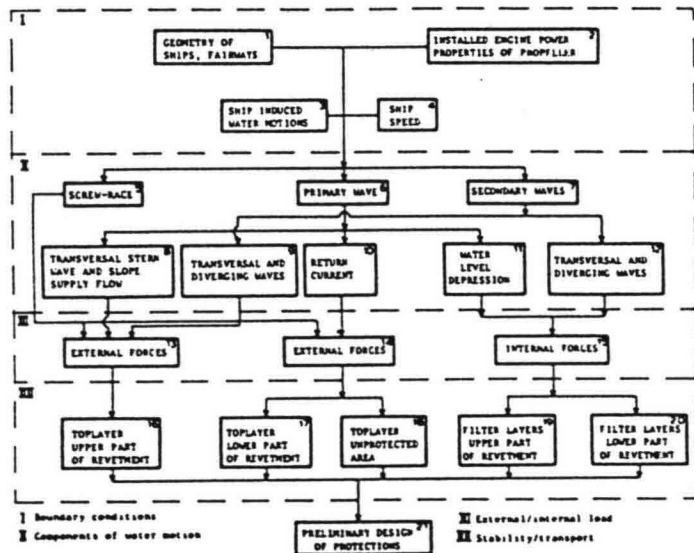 I
GEOMETRY OF 1
SHIPS, FAIRWAYS
INSTALLED ENGINE POWER 2
PROPERTIES OF PROPELLER
SHIP INDUCED 3
WATER MOTIONS
SHIP 4
SPEED
II
SCREW-RACE 5
PRIMARY WAVE 6
SECONDARY WAVES 7
TRANSVERSAL STERN 8
WAVE AND SLOPE
SUPPLY FLOW
TRANSVERSAL AND 9
DIVERGING WAVES
RETURN 10
CURRENT
WATER 11
LEVEL
DEPRESSION
TRANSVERSAL AND 12
DIVERGING WAVES
EXTERNAL FORCES 13
EXTERNAL FORCES 14
INTERNAL FORCES 15
TOPLAYER 16
UPPER PART
OF REVETMENT
TOPLAYER 17
LOWER PART
OF REVETMENT
TOPLAYER 18
UNPROTECTED
AREA
FILTER LAYERS 19
UPPER PART OF
REVETMENT
FILTER LAYERS 20
LOWER PART OF
REVETMENT
I Boundary conditions
II Components of water motion
External/internal load
Stability/transport
PRELIMINARY DESIGN 21
OF PROTECTIONS